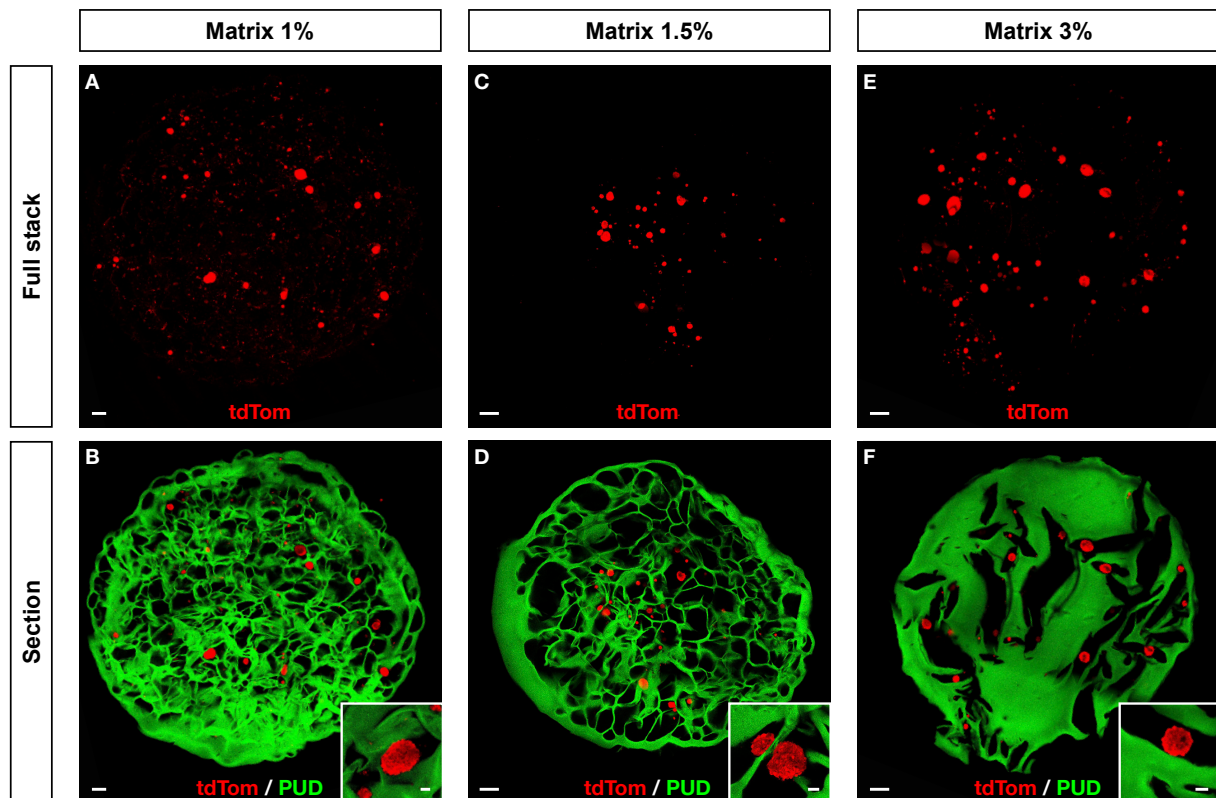 Matrix 1%
Matrix 1.5%
Matrix 3%
Full stack
A
C
E
tdTom
tdTom
tdTom
Section
B
D
F
tdTom / PUD
tdTom / PUD
tdTom / PUD